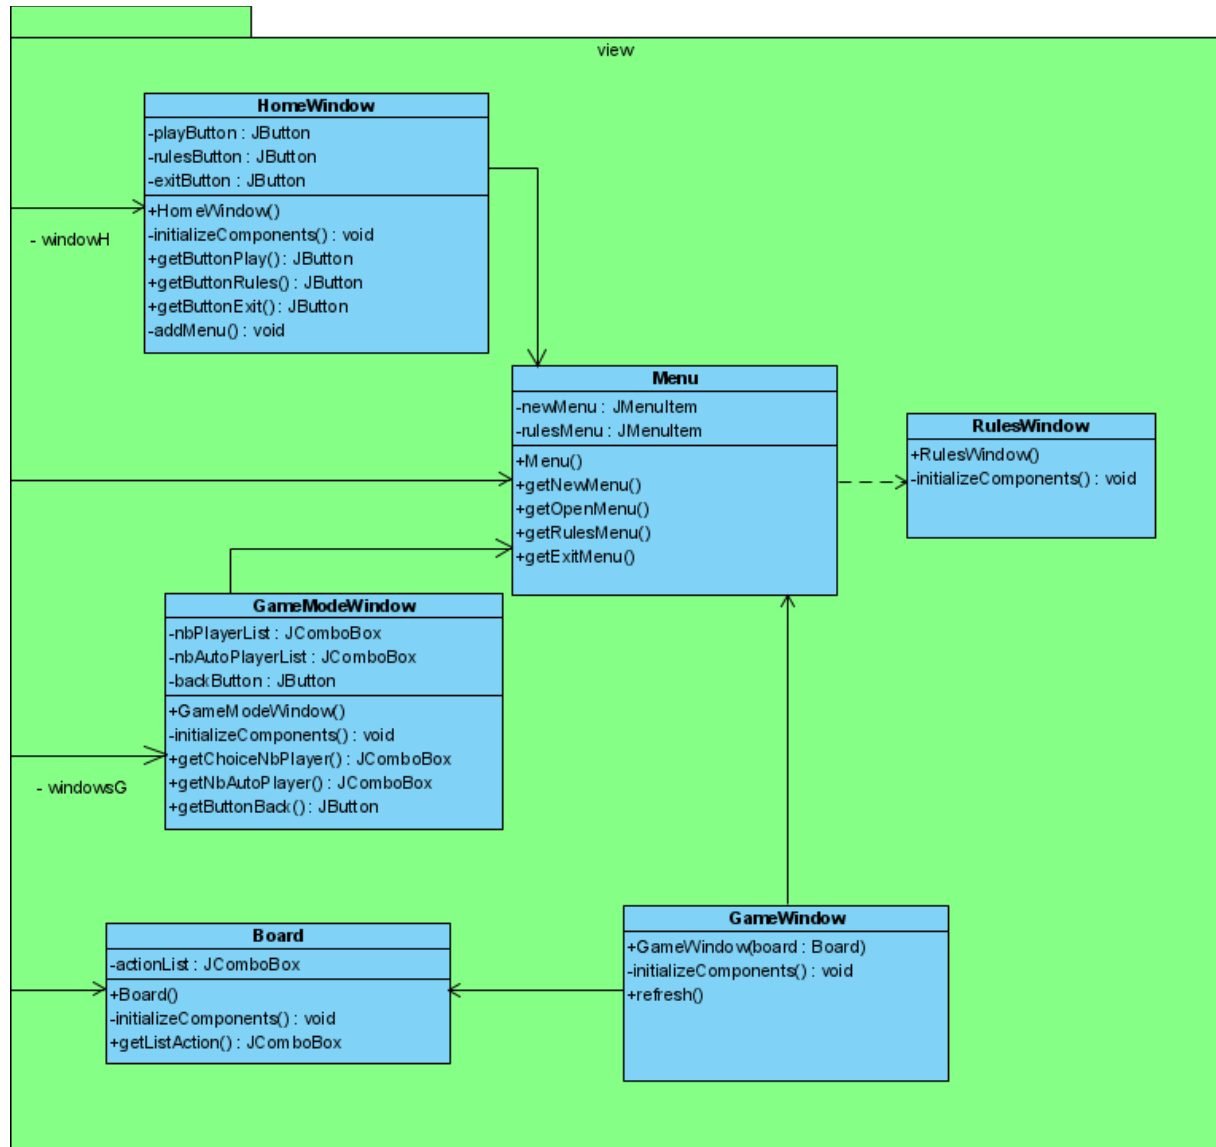 view
HomeWindow
-playButton : JButton
-rulesButton : JButton
-exitButton : JButton
+HomeWindow()
-initializeComponents() : void
+getButtonPlay() : JButton
+getButtonRules() : JButton
+getButtonExit() : JButton
-addMenu() : void
- windowH
Menu
-newMenu : JMenuItem
-rulesMenu : JMenuItem
+Menu()
+getNewMenu()
+getOpenMenu()
+getRulesMenu()
+getExitMenu()
RulesWindow
+RulesWindow()
-initializeComponents() : void
GameModeWindow
-nbPlayerList : JComboBox
-nbAutoPlayerList : JComboBox
-backButton : JButton
+GameModeWindow()
-initializeComponents() : void
+getChoiceNbPlayer() : JComboBox
+getNbAutoPlayer() : JComboBox
+getButtonBack() : JButton
- windowsG
Board
-actionList : JComboBox
+Board()
-initializeComponents() : void
+getListAction() : JComboBox
GameWindow
+GameWindow(board : Board)
-initializeComponents() : void
+refresh()